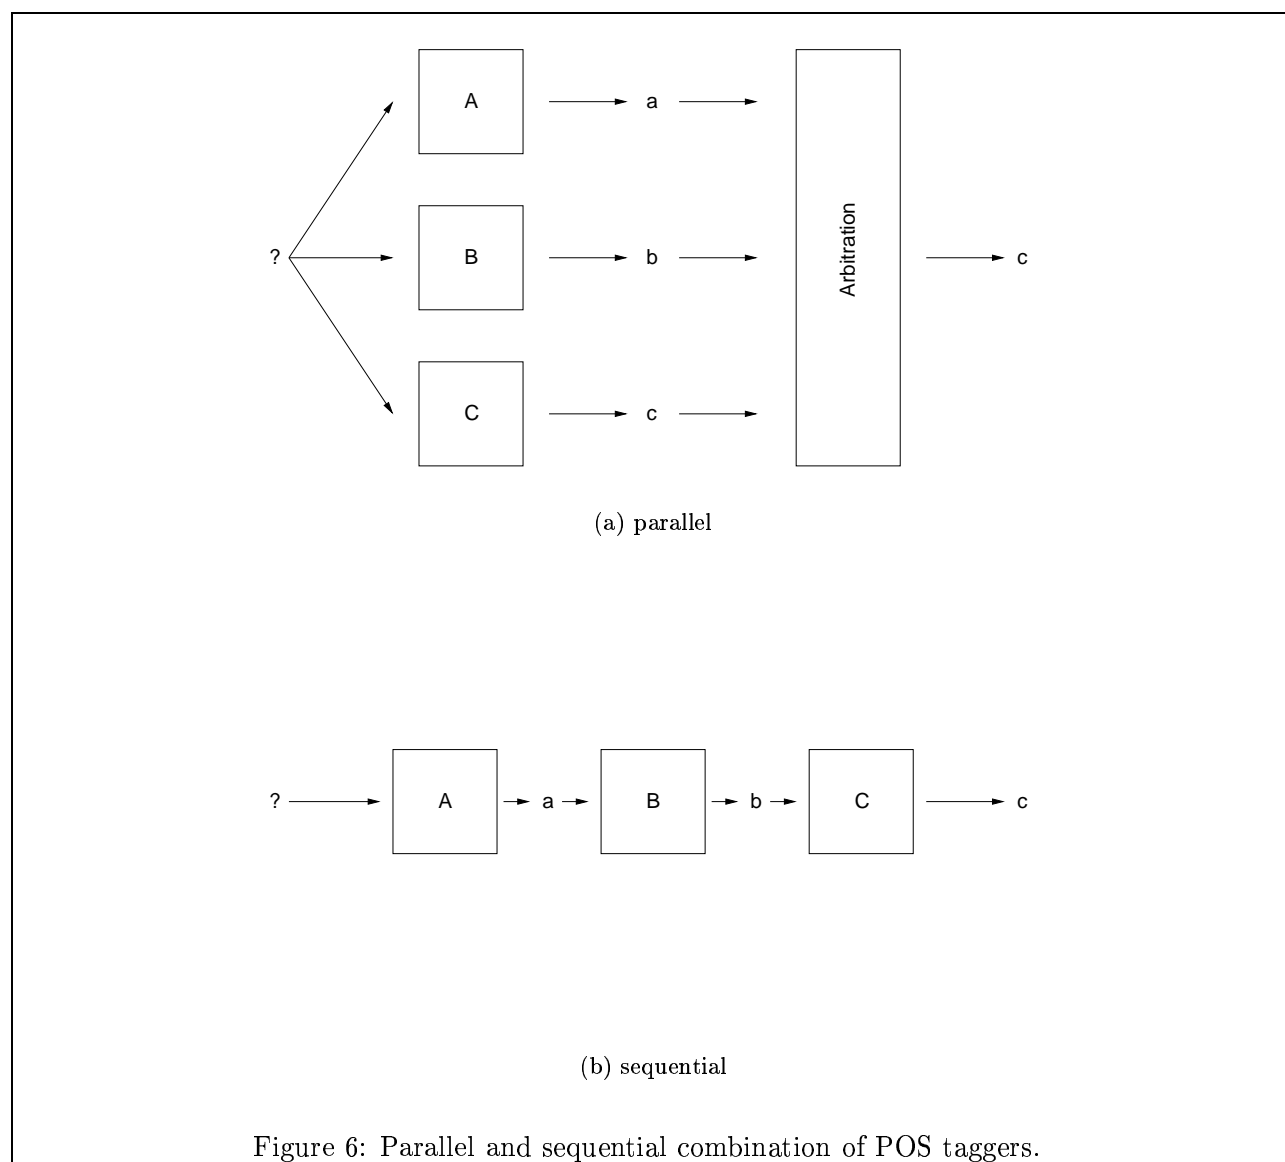 A a
? B b Arbitration c
C c
(a) parallel
? A a B b C c
(b) sequential
Figure 6: Parallel and sequential combination of POS taggers.